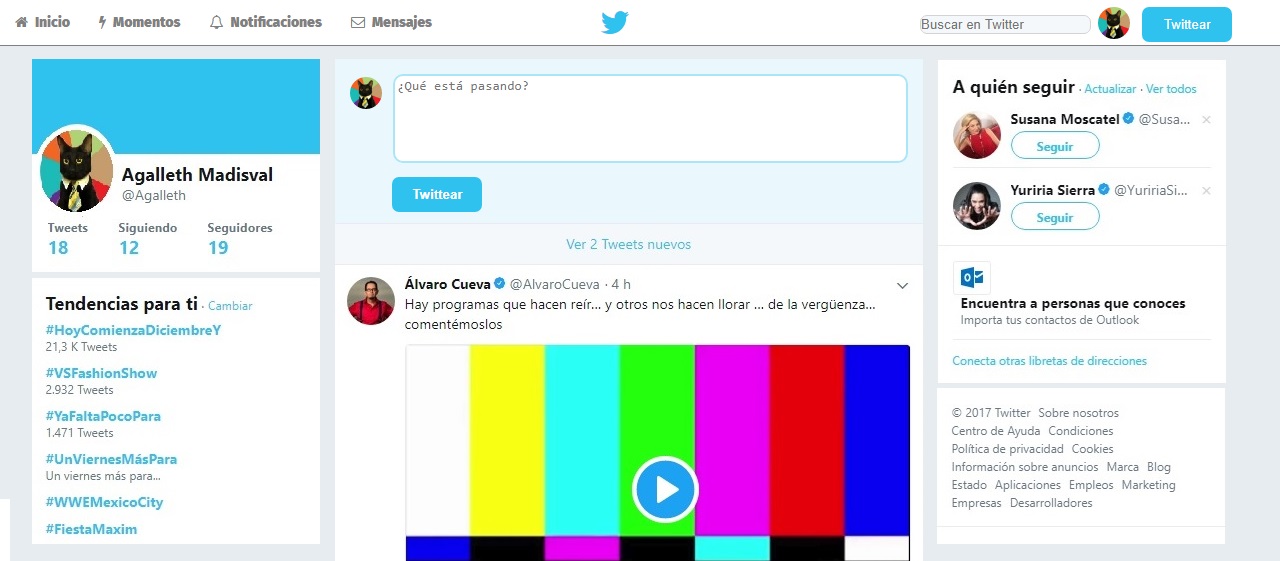 Inicio Momentos Notificaciones Mensajes Buscar en Twitter Twittear
Agalleth Madisval
@Agalleth
Tweets Siguiendo Seguidores
18 12 19
Tendencias para ti · Cambiar
#HoyComienzaDiciembreY
21,3 K Tweets
#VSFashionShow
2.932 Tweets
#YaFaltaPocoPara
1.471 Tweets
#UnViernesMásPara
Un viernes más para...
#WWEMexicoCity
#FiestaMaxim
¿Qué está pasando?
Twittear
Ver 2 Tweets nuevos
Álvaro Cueva @AlvaroCueva · 4 h
Hay programas que hacen reír... y otros nos hacen llorar ... de la vergüenza...
comentémoslos
A quién seguir · Actualizar · Ver todos
Susana Moscatel @Susa... ×
Seguir
Yuriria Sierra @YuririaSi... ×
Seguir
Encuentra a personas que conoces
Importa tus contactos de Outlook
Conecta otras libretas de direcciones
© 2017 Twitter Sobre nosotros
Centro de Ayuda Condiciones
Política de privacidad Cookies
Información sobre anuncios Marca Blog
Estado Aplicaciones Empleos Marketing
Empresas Desarrolladores